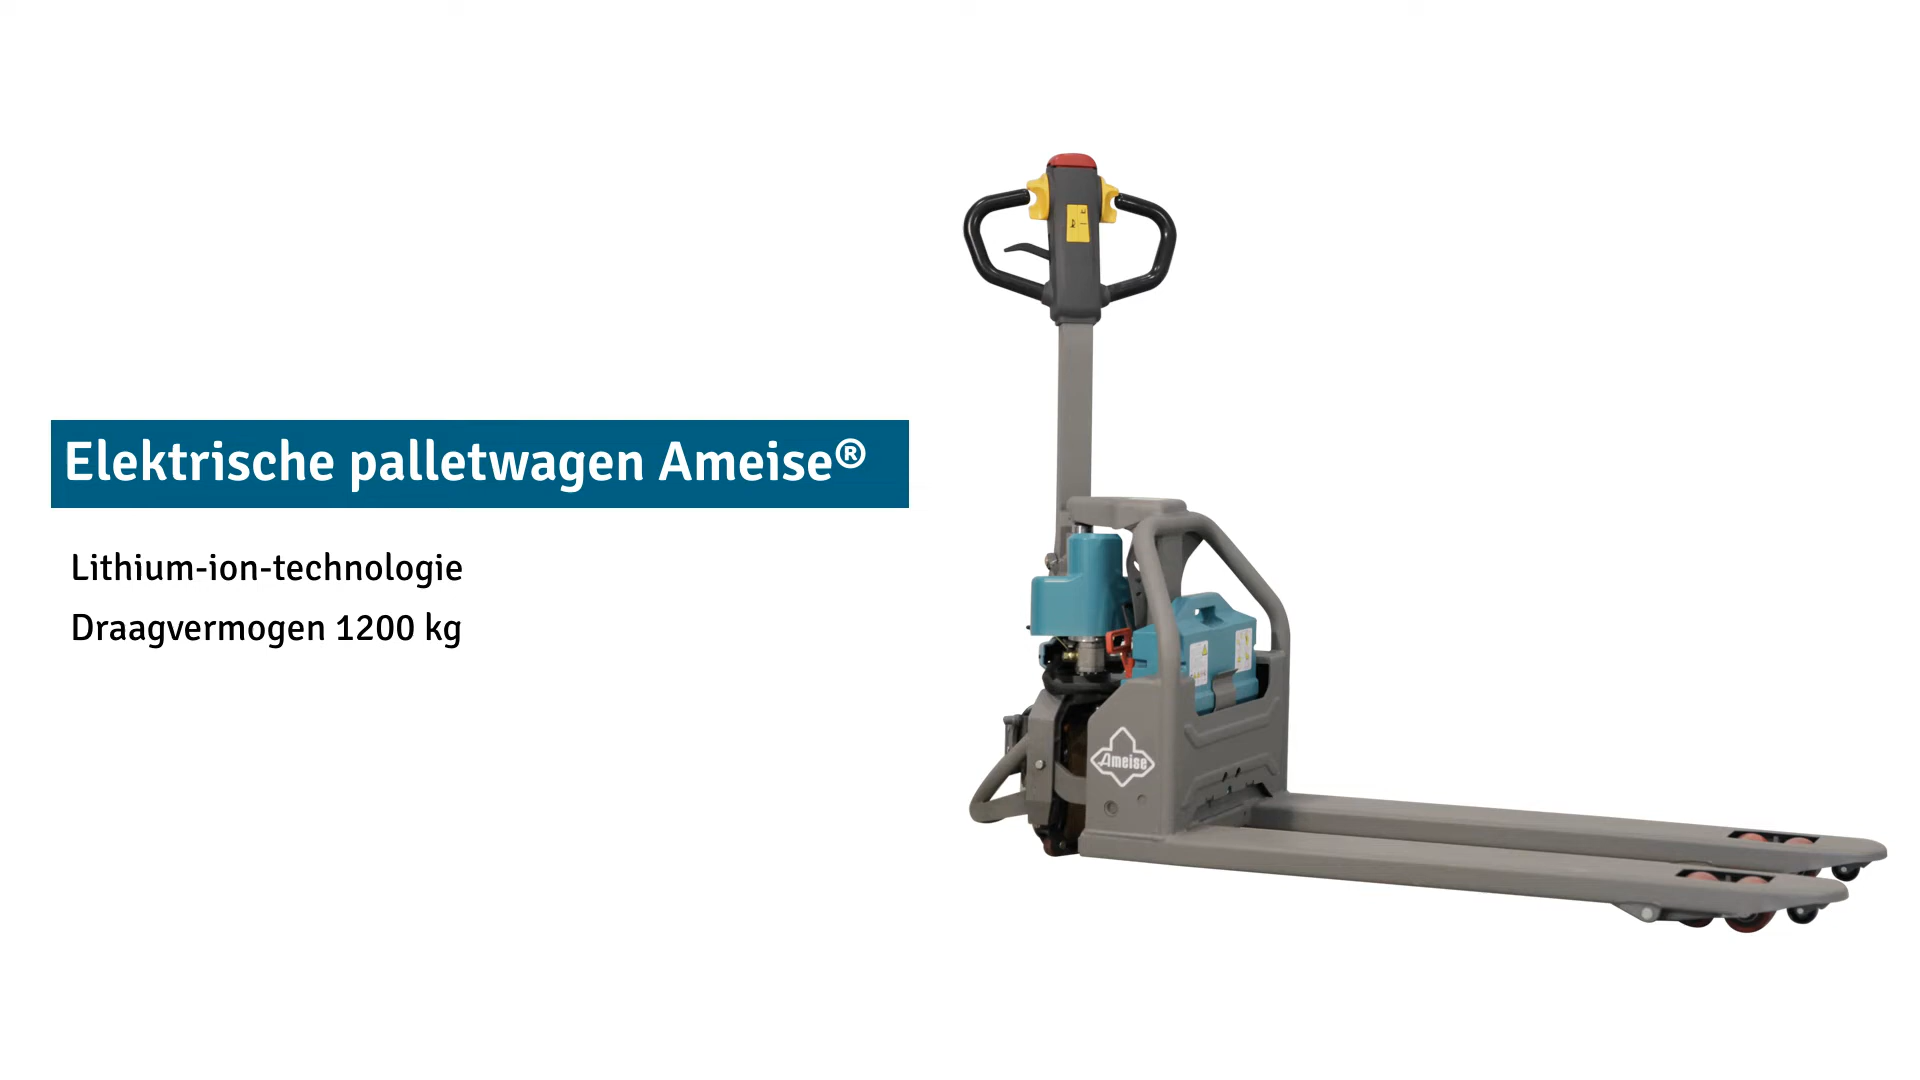 Elektrische palletwagen Ameise®
Lithium-ion-technologie
Draagvermogen 1200 kg
Ameise